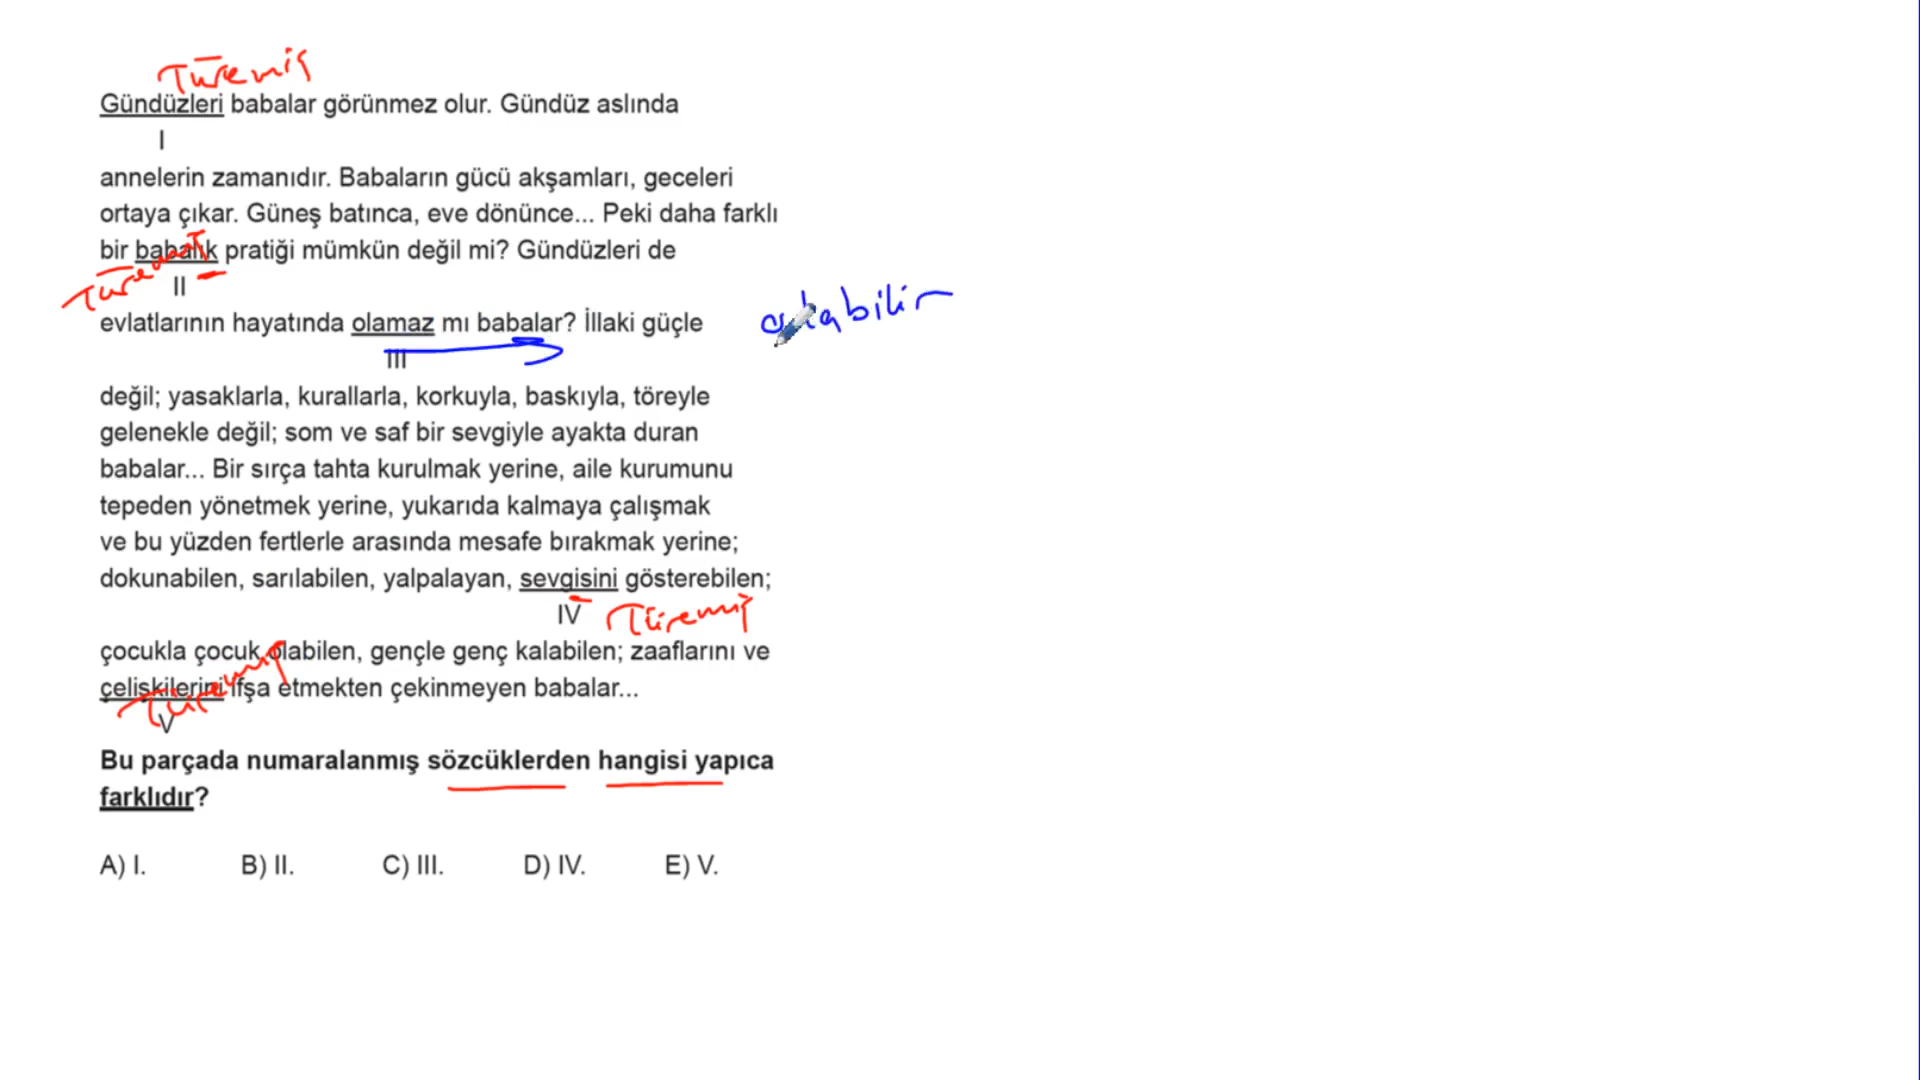 Türemiş
Gündüzleri babalar görünmez olur. Gündüz aslında
I
annelerin zamanıdır. Babaların gücü akşamları, geceleri
ortaya çıkar. Güneş batınca, eve dönünce... Peki daha farklı
bir babalık pratiği mümkün değil mi? Gündüzleri de
Türemiş
II
evlatlarının hayatında olamaz mı babalar? İllaki güçle
olabilir
III
değil; yasaklarla, kurallarla, korkuyla, baskıyla, töreyle
gelenekle değil; som ve saf bir sevgiyle ayakta duran
babalar... Bir sırça tahta kurulmak yerine, aile kurumunu
tepeden yönetmek yerine, yukarıda kalmaya çalışmak
ve bu yüzden fertlerle arasında mesafe bırakmak yerine;
dokunabilen, sarılabilen, yalpalayan, sevgisini gösterebilen;
IV
Türemiş
çocukla çocuk olabilen, gençle genç kalabilen; zaaflarını ve
çelişkilerini ifşa etmekten çekinmeyen babalar...
Türemiş
V
Bu parçada numaralanmış sözcüklerden hangisi yapıca
farklıdır?
A) I. B) II. C) III. D) IV. E) V.